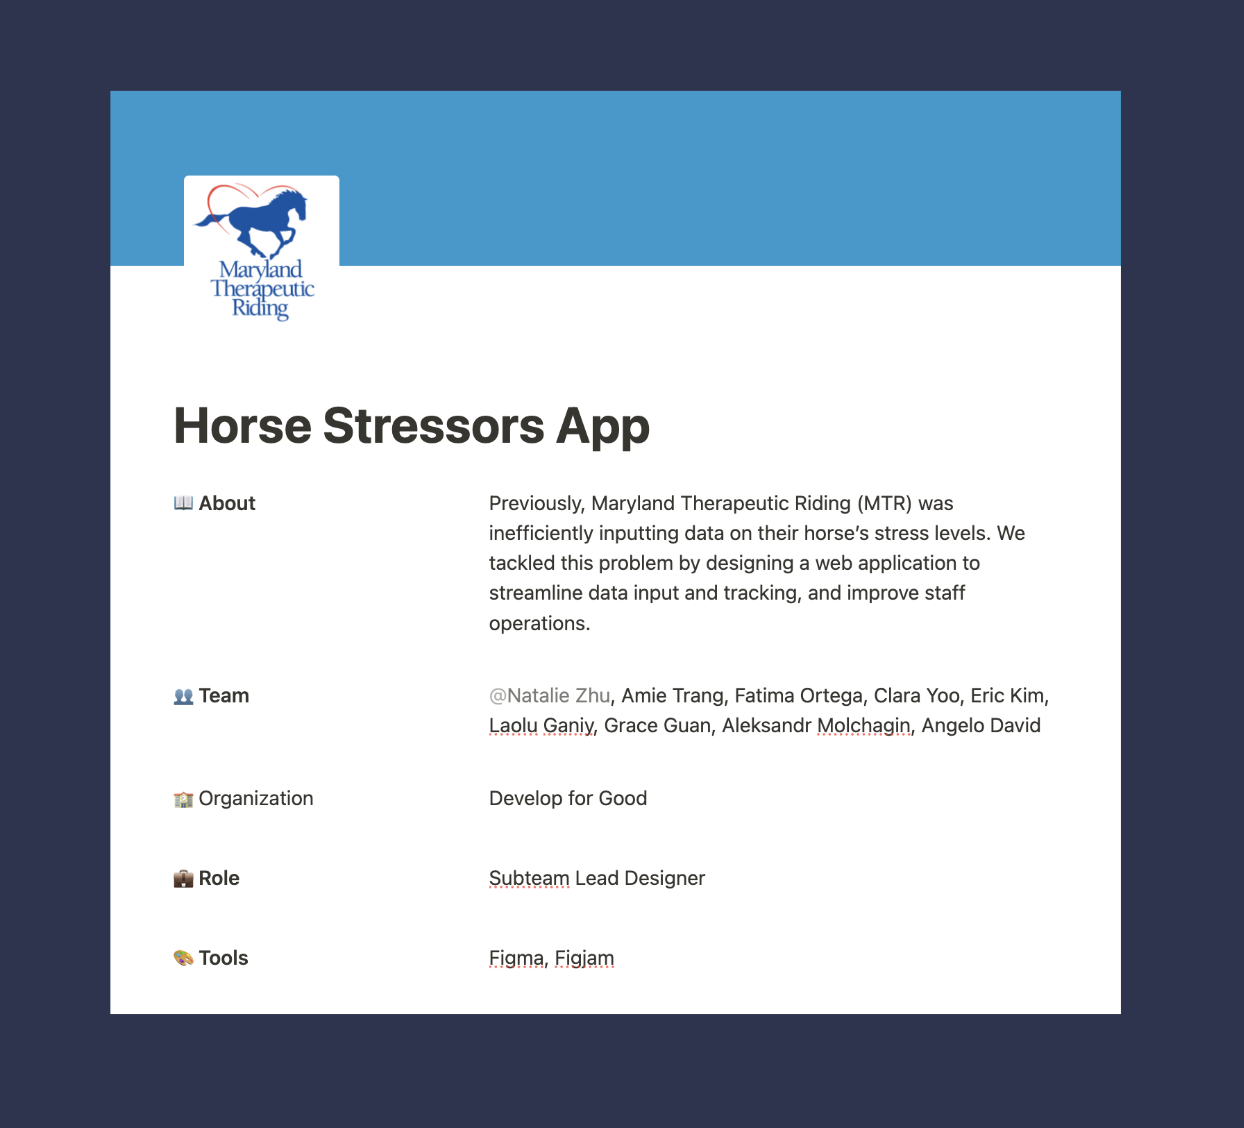 Maryland
Therapeutic
Riding
Horse Stressors App
About
Previously, Maryland Therapeutic Riding (MTR) was
inefficiently inputting data on their horse’s stress levels. We
tackled this problem by designing a web application to
streamline data input and tracking, and improve staff
operations.
Team
@Natalie Zhu, Amie Trang, Fatima Ortega, Clara Yoo, Eric Kim,
Laolu Ganiy, Grace Guan, Aleksandr Molchagin, Angelo David
Organization
Develop for Good
Role
Subteam Lead Designer
Tools
Figma, Figjam